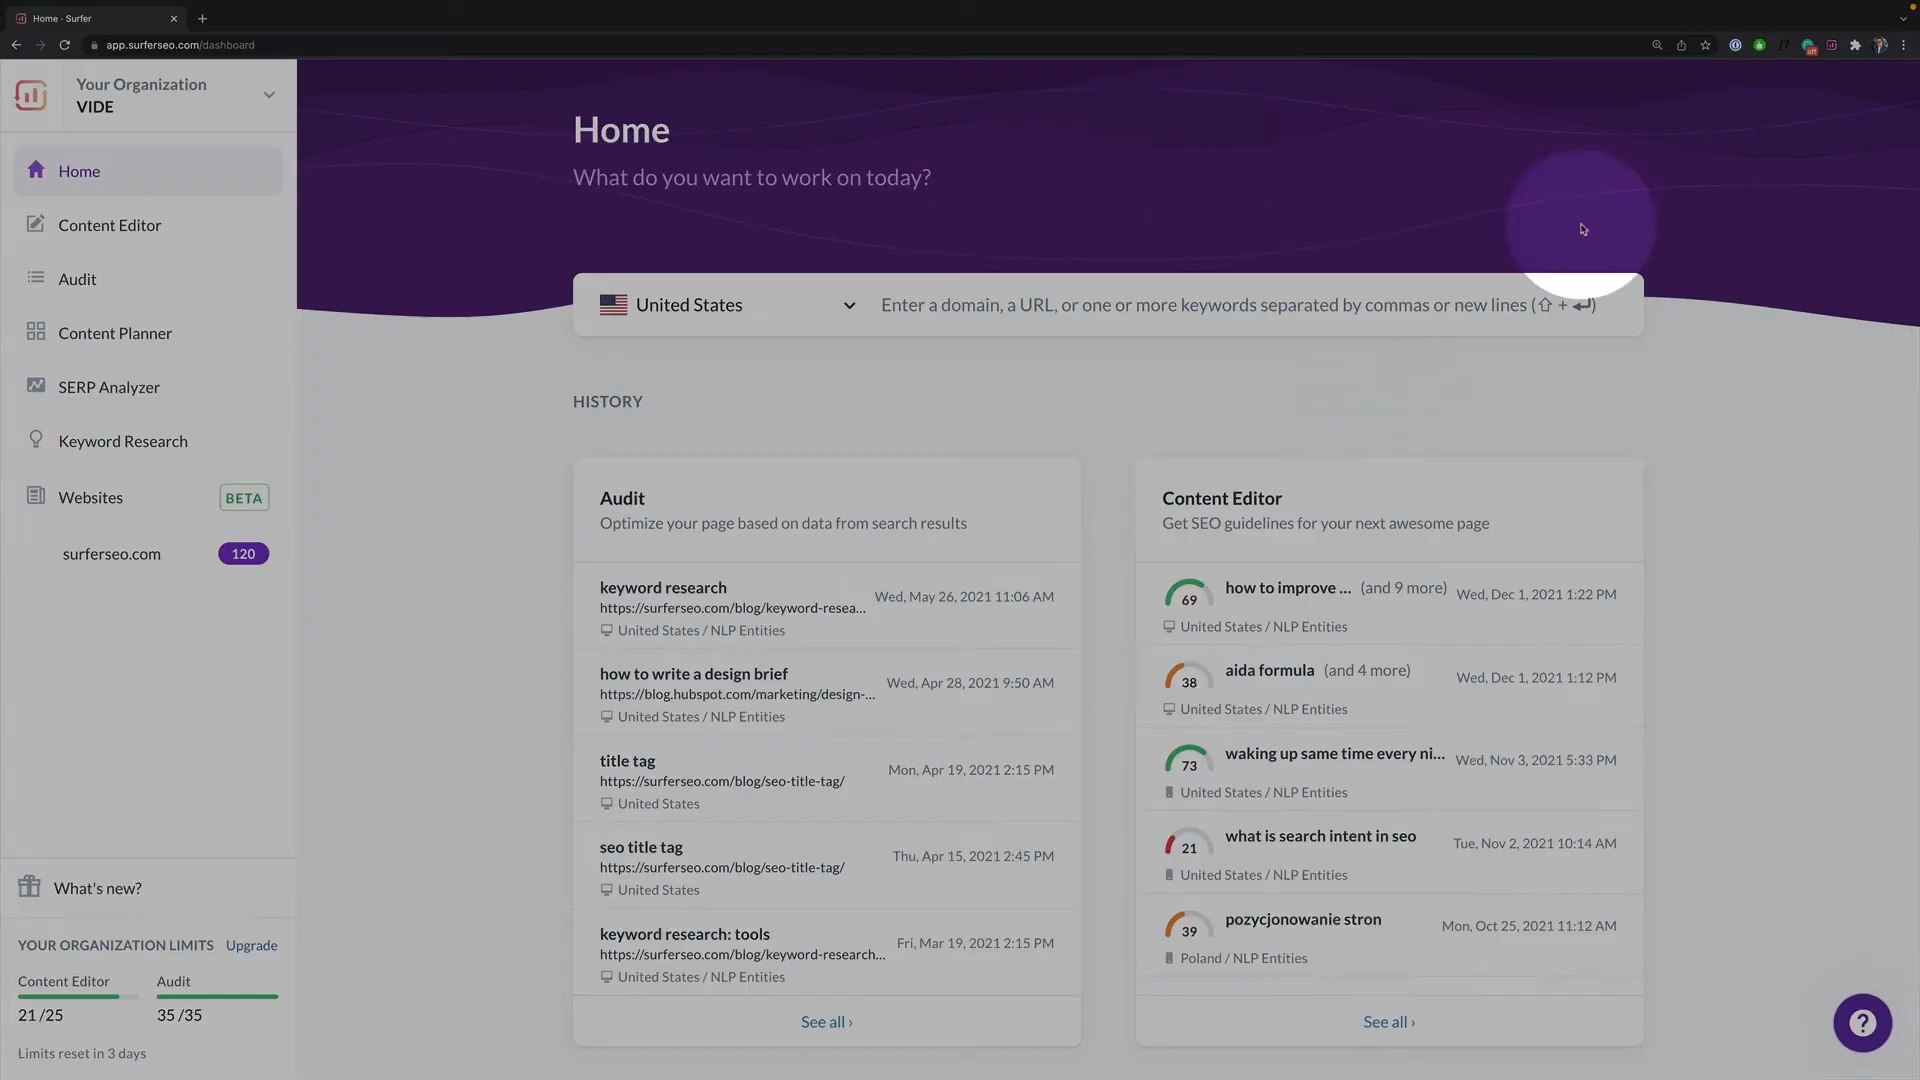 Home · Surfer
app.surferseo.com/dashboard
off
Your Organization
VIDE
Home
Content Editor
Audit
Content Planner
SERP Analyzer
Keyword Research
Websites BETA
surferseo.com 120
What's new?
YOUR ORGANIZATION LIMITS Upgrade
Content Editor Audit
21 /25 35 /35
Limits reset in 3 days
Home
What do you want to work on today?
United States Enter a domain, a URL, or one or more keywords separated by commas or new lines (⇧ + ↵)
HISTORY
Audit
Optimize your page based on data from search results
keyword research
https://surferseo.com/blog/keyword-resea... Wed, May 26, 2021 11:06 AM
United States / NLP Entities
how to write a design brief
https://blog.hubspot.com/marketing/design-... Wed, Apr 28, 2021 9:50 AM
United States / NLP Entities
title tag
https://surferseo.com/blog/seo-title-tag/ Mon, Apr 19, 2021 2:15 PM
United States
seo title tag
https://surferseo.com/blog/seo-title-tag/ Thu, Apr 15, 2021 2:45 PM
United States
keyword research: tools
https://surferseo.com/blog/keyword-research... Fri, Mar 19, 2021 2:15 PM
United States / NLP Entities
See all ›
Content Editor
Get SEO guidelines for your next awesome page
69 how to improve ... (and 9 more) Wed, Dec 1, 2021 1:22 PM
United States / NLP Entities
38 aida formula (and 4 more) Wed, Dec 1, 2021 1:12 PM
United States / NLP Entities
73 waking up same time every ni... Wed, Nov 3, 2021 5:33 PM
United States / NLP Entities
21 what is search intent in seo Tue, Nov 2, 2021 10:14 AM
United States / NLP Entities
39 pozycjonowanie stron Mon, Oct 25, 2021 11:12 AM
Poland / NLP Entities
See all ›
?